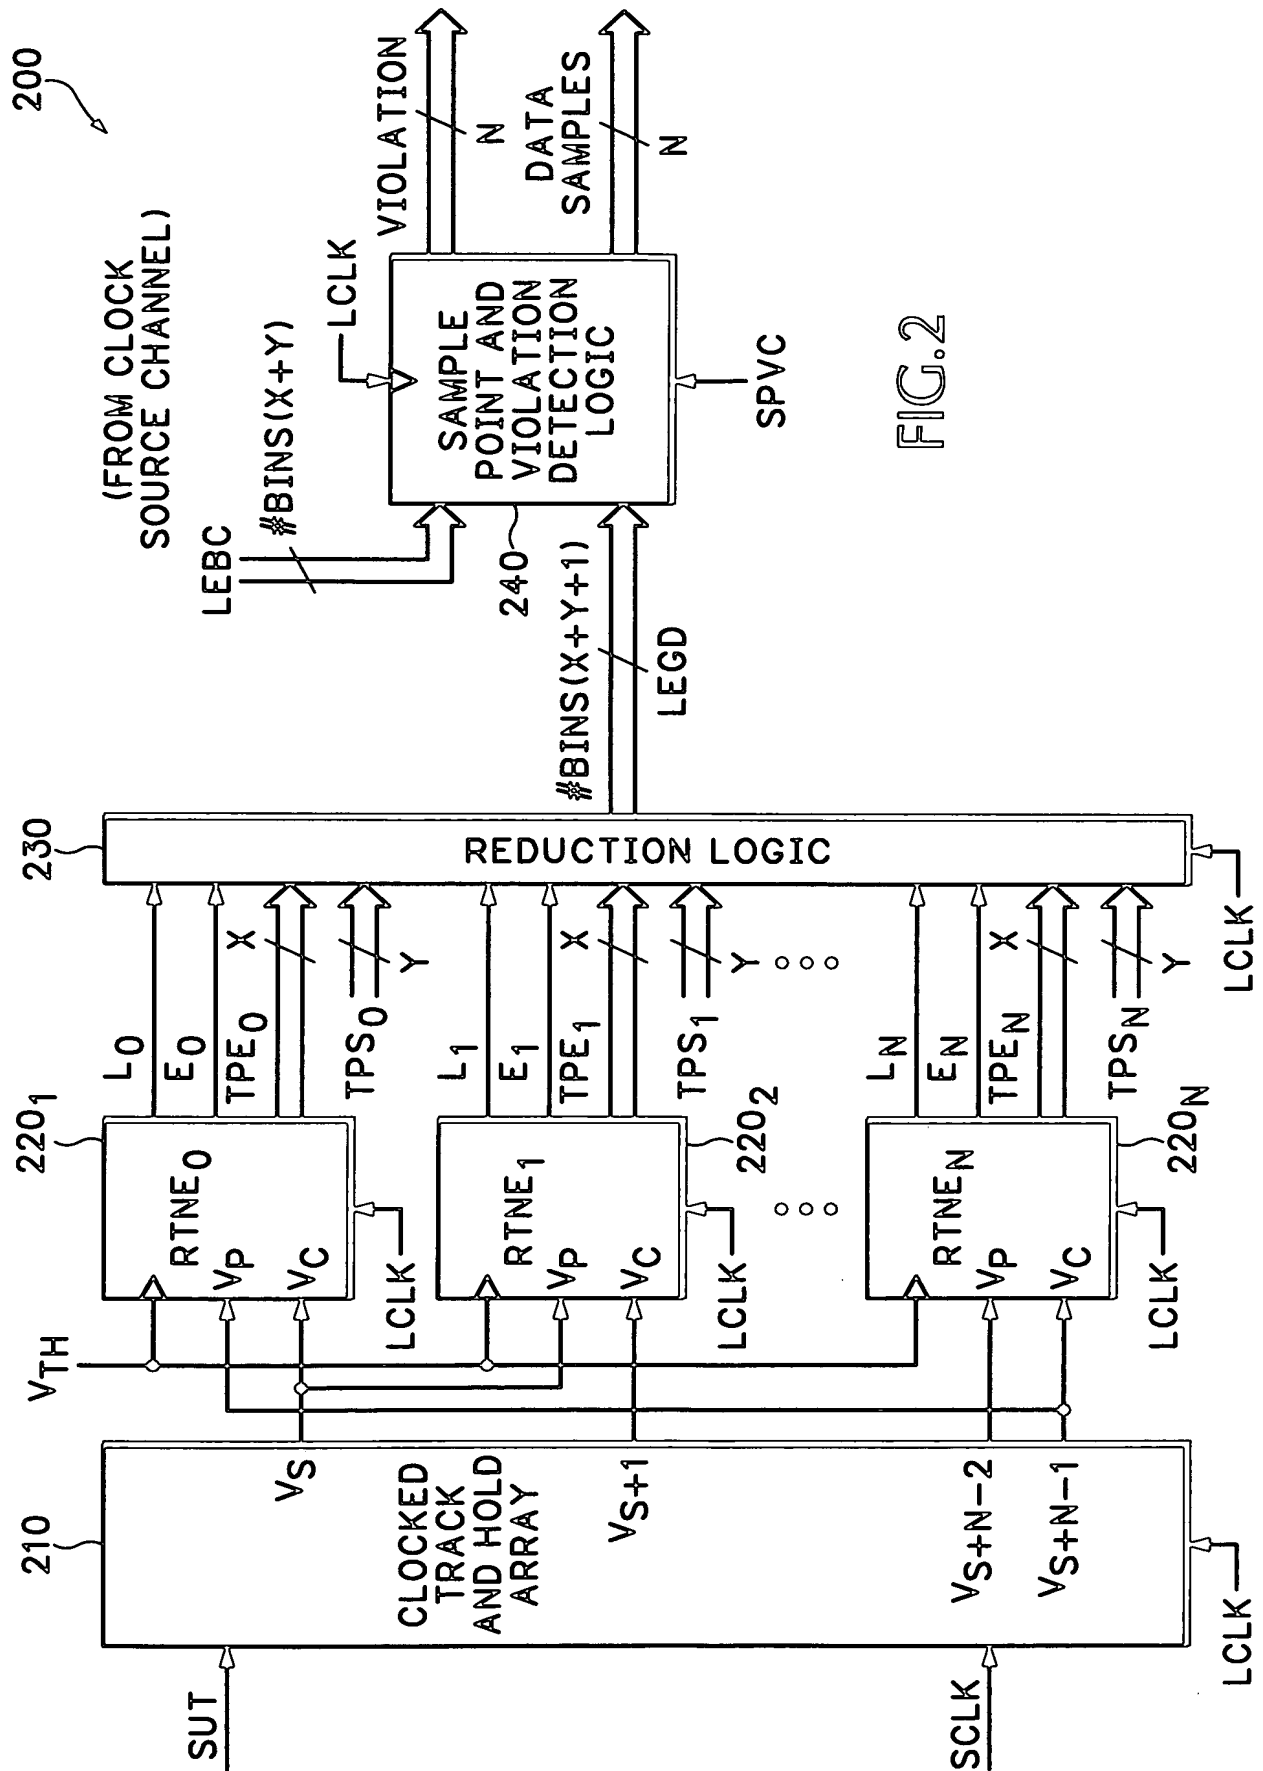 200
(FROM CLOCK
SOURCE CHANNEL)
LEBC
#BINS(X+Y)
LCLK
VIOLATION
N
DATA
SAMPLES
N
SAMPLE
POINT AND
VIOLATION
DETECTION
LOGIC
240
SPVC
#BINS(X+Y+1)
LEGD
230
REDUCTION LOGIC
LCLK
L0
E0
TPE0
X
TPS0
Y
L1
E1
TPE1
X
TPS1
Y
LN
EN
TPEN
X
TPSN
Y
2201
RTNE0
VP
VC
LCLK
2202
RTNE1
VP
VC
LCLK
220N
RTNEN
VP
VC
LCLK
VTH
210
VS
CLOCKED
TRACK
AND HOLD
ARRAY
VS+1
VS+N-2
VS+N-1
SUT
SCLK
LCLK
FIG.2